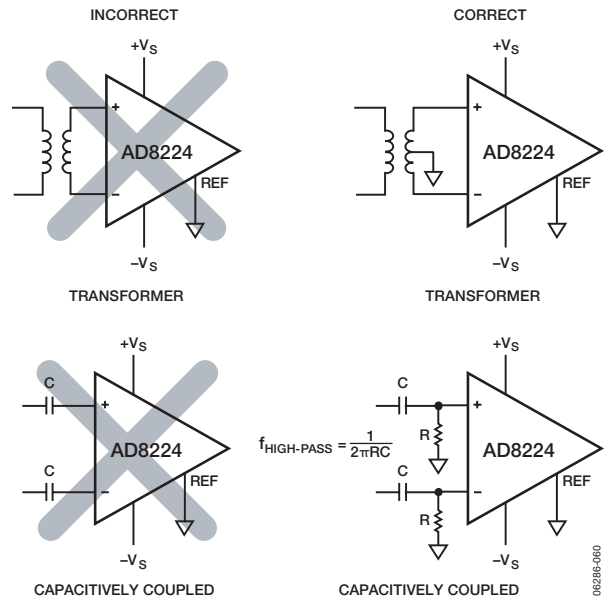 INCORRECT
CORRECT
+VS
+
AD8224
REF
−
−VS
TRANSFORMER
+VS
+
AD8224
REF
−
−VS
TRANSFORMER
+VS
C
+
AD8224
C
−
REF
−VS
CAPACITIVELY COUPLED
fHIGH-PASS = 1/2πRC
+VS
C
+
R
AD8224
C
−
REF
R
−VS
CAPACITIVELY COUPLED
06286-060